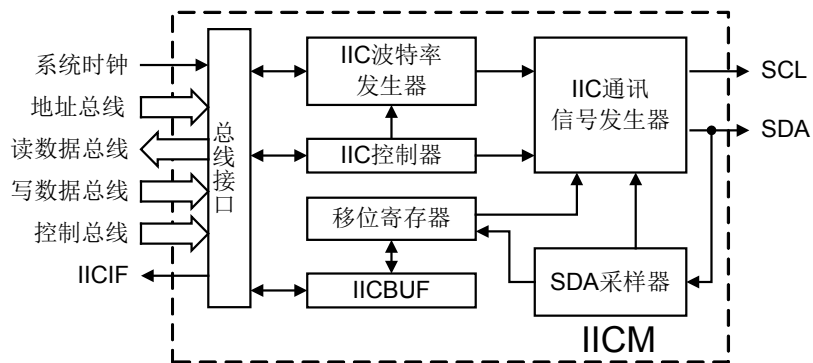 系统时钟
地址总线
读数据总线
写数据总线
控制总线
IICIF
总线接口
IIC波特率
发生器
IIC控制器
移位寄存器
IICBUF
IIC通讯
信号发生器
SDA采样器
SCL
SDA
IICM